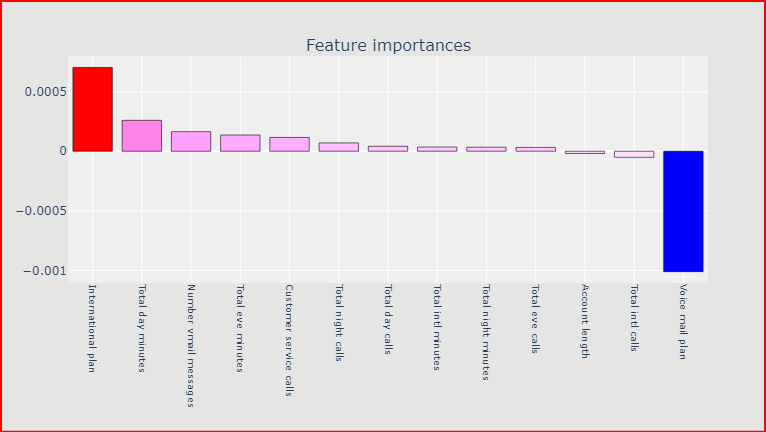 Feature importances
0.0005
0
−0.0005
−0.001
International plan
Total day minutes
Number vmail messages
Total eve minutes
Customer service calls
Total night calls
Total day calls
Total intl minutes
Total night minutes
Total eve calls
Account length
Total intl calls
Voice mail plan